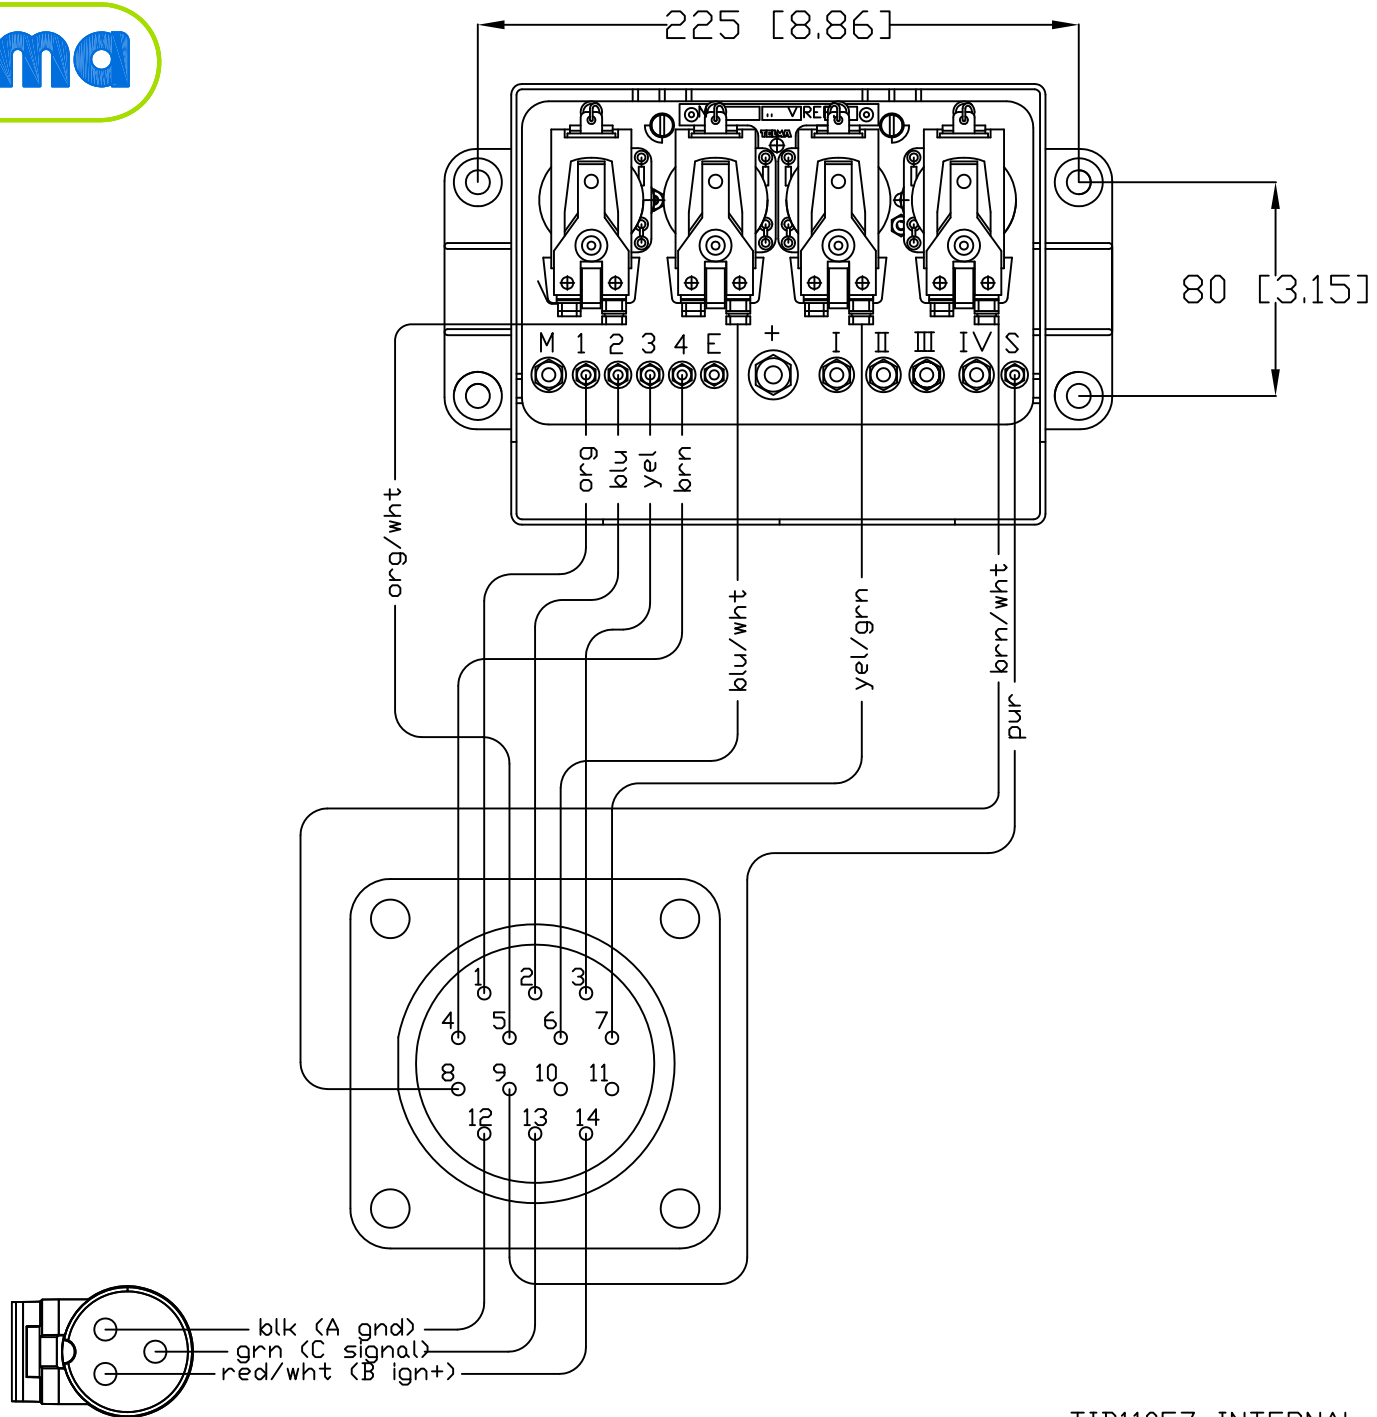 ma
225 [8.86]
V RE
TELMA
80 [3.15]
M 1 2 3 4 E + I II III IV S
org blu yel brn
org/wht
blu/wht
yel/grn
brn/wht
pur
1 2 3
4 5 6 7
8 9 10 11
12 13 14
blk (A gnd)
grn (C signal)
red/wht (B ign+)